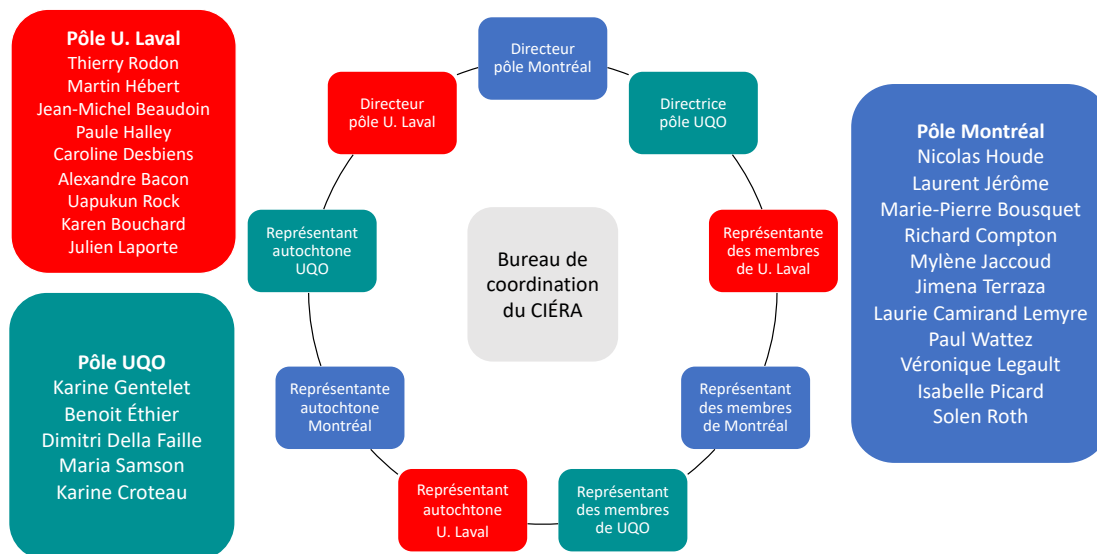 Pôle U. Laval
Thierry Rodon
Martin Hébert
Jean-Michel Beaudoin
Paule Halley
Caroline Desbiens
Alexandre Bacon
Uapukun Rock
Karen Bouchard
Julien Laporte
Pôle UQO
Karine Gentelet
Benoit Éthier
Dimitri Della Faille
Maria Samson
Karine Croteau
Directeur
pôle Montréal
Directrice
pôle UQO
Représentante
des membres
de U. Laval
Représentant
des membres
de Montréal
Représentant
des membres
de UQO
Représentant
autochtone
U. Laval
Représentante
autochtone
Montréal
Représentant
autochtone
UQO
Directeur
pôle U. Laval
Bureau de
coordination
du CIÉRA
Pôle Montréal
Nicolas Houde
Laurent Jérôme
Marie-Pierre Bousquet
Richard Compton
Mylène Jaccoud
Jimena Terraza
Laurie Camirand Lemyre
Paul Wattez
Véronique Legault
Isabelle Picard
Solen Roth